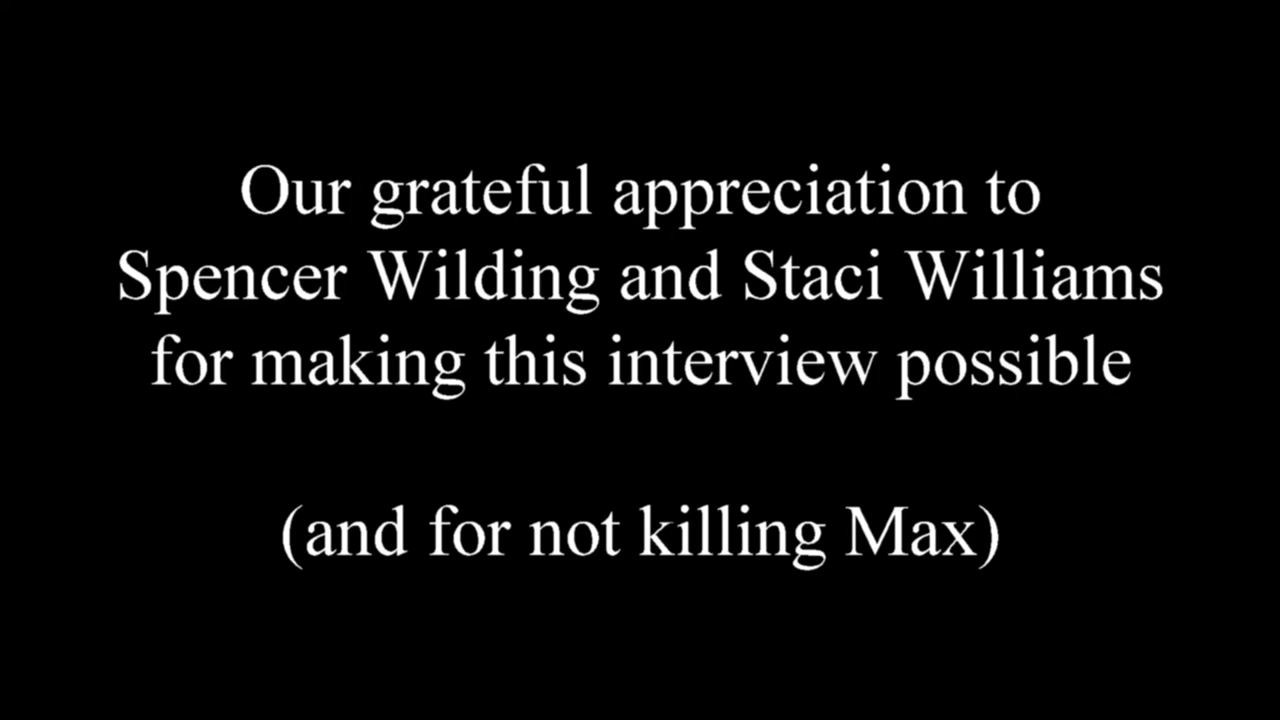 Our grateful appreciation to
Spencer Wilding and Staci Williams
for making this interview possible
(and for not killing Max)